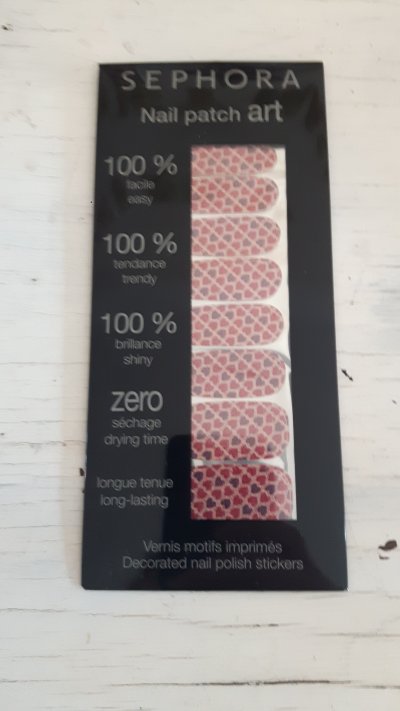 SEPHORA
Nail patch art
100 %
facile
easy
100 %
tendance
trendy
100 %
brillance
shiny
zero
séchage
drying time
longue tenue
long-lasting
Vernis motifs imprimés
Decorated nail polish stickers